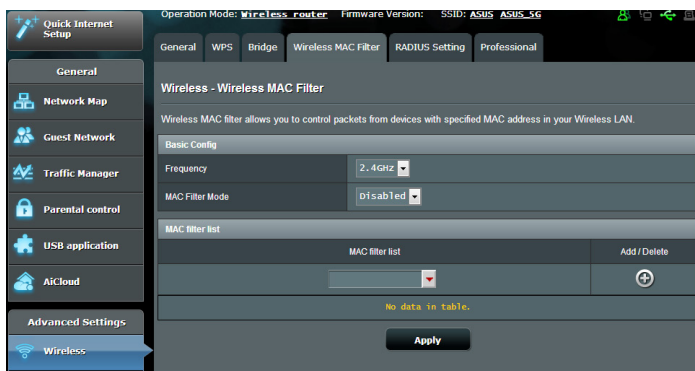 Quick Internet Setup
Operation Mode: Wireless router Firmware Version: SSID: ASUS ASUS_5G
General WPS Bridge Wireless MAC Filter RADIUS Setting Professional
General
Network Map
Guest Network
Traffic Manager
Parental control
USB application
AiCloud
Advanced Settings
Wireless
Wireless - Wireless MAC Filter
Wireless MAC filter allows you to control packets from devices with specified MAC address in your Wireless LAN.
Basic Config
Frequency 2.4GHz
MAC Filter Mode Disabled
MAC filter list
MAC filter list Add / Delete
No data in table.
Apply